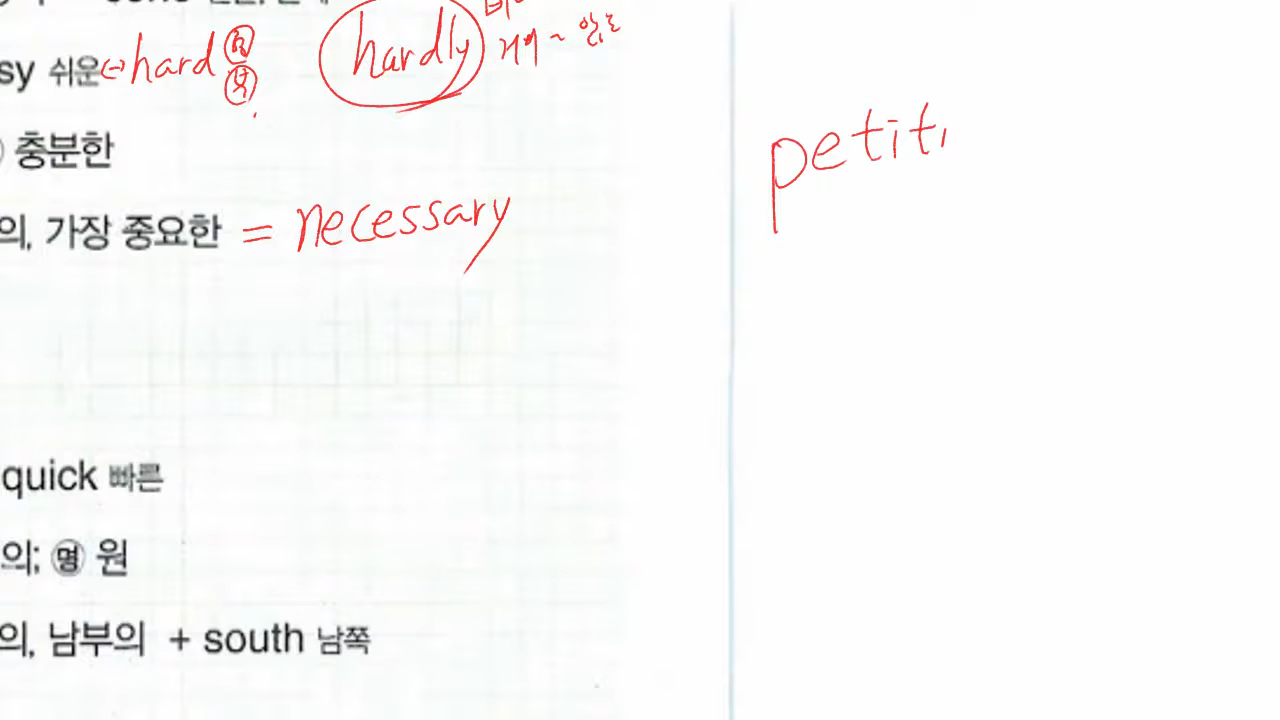 sy 쉬운 ↔ hard 형 부 hardly 거의 ~ 않는
충분한
의, 가장 중요한 = necessary
petiti
quick 빠른
의; 명 원
의, 남부의 + south 남쪽